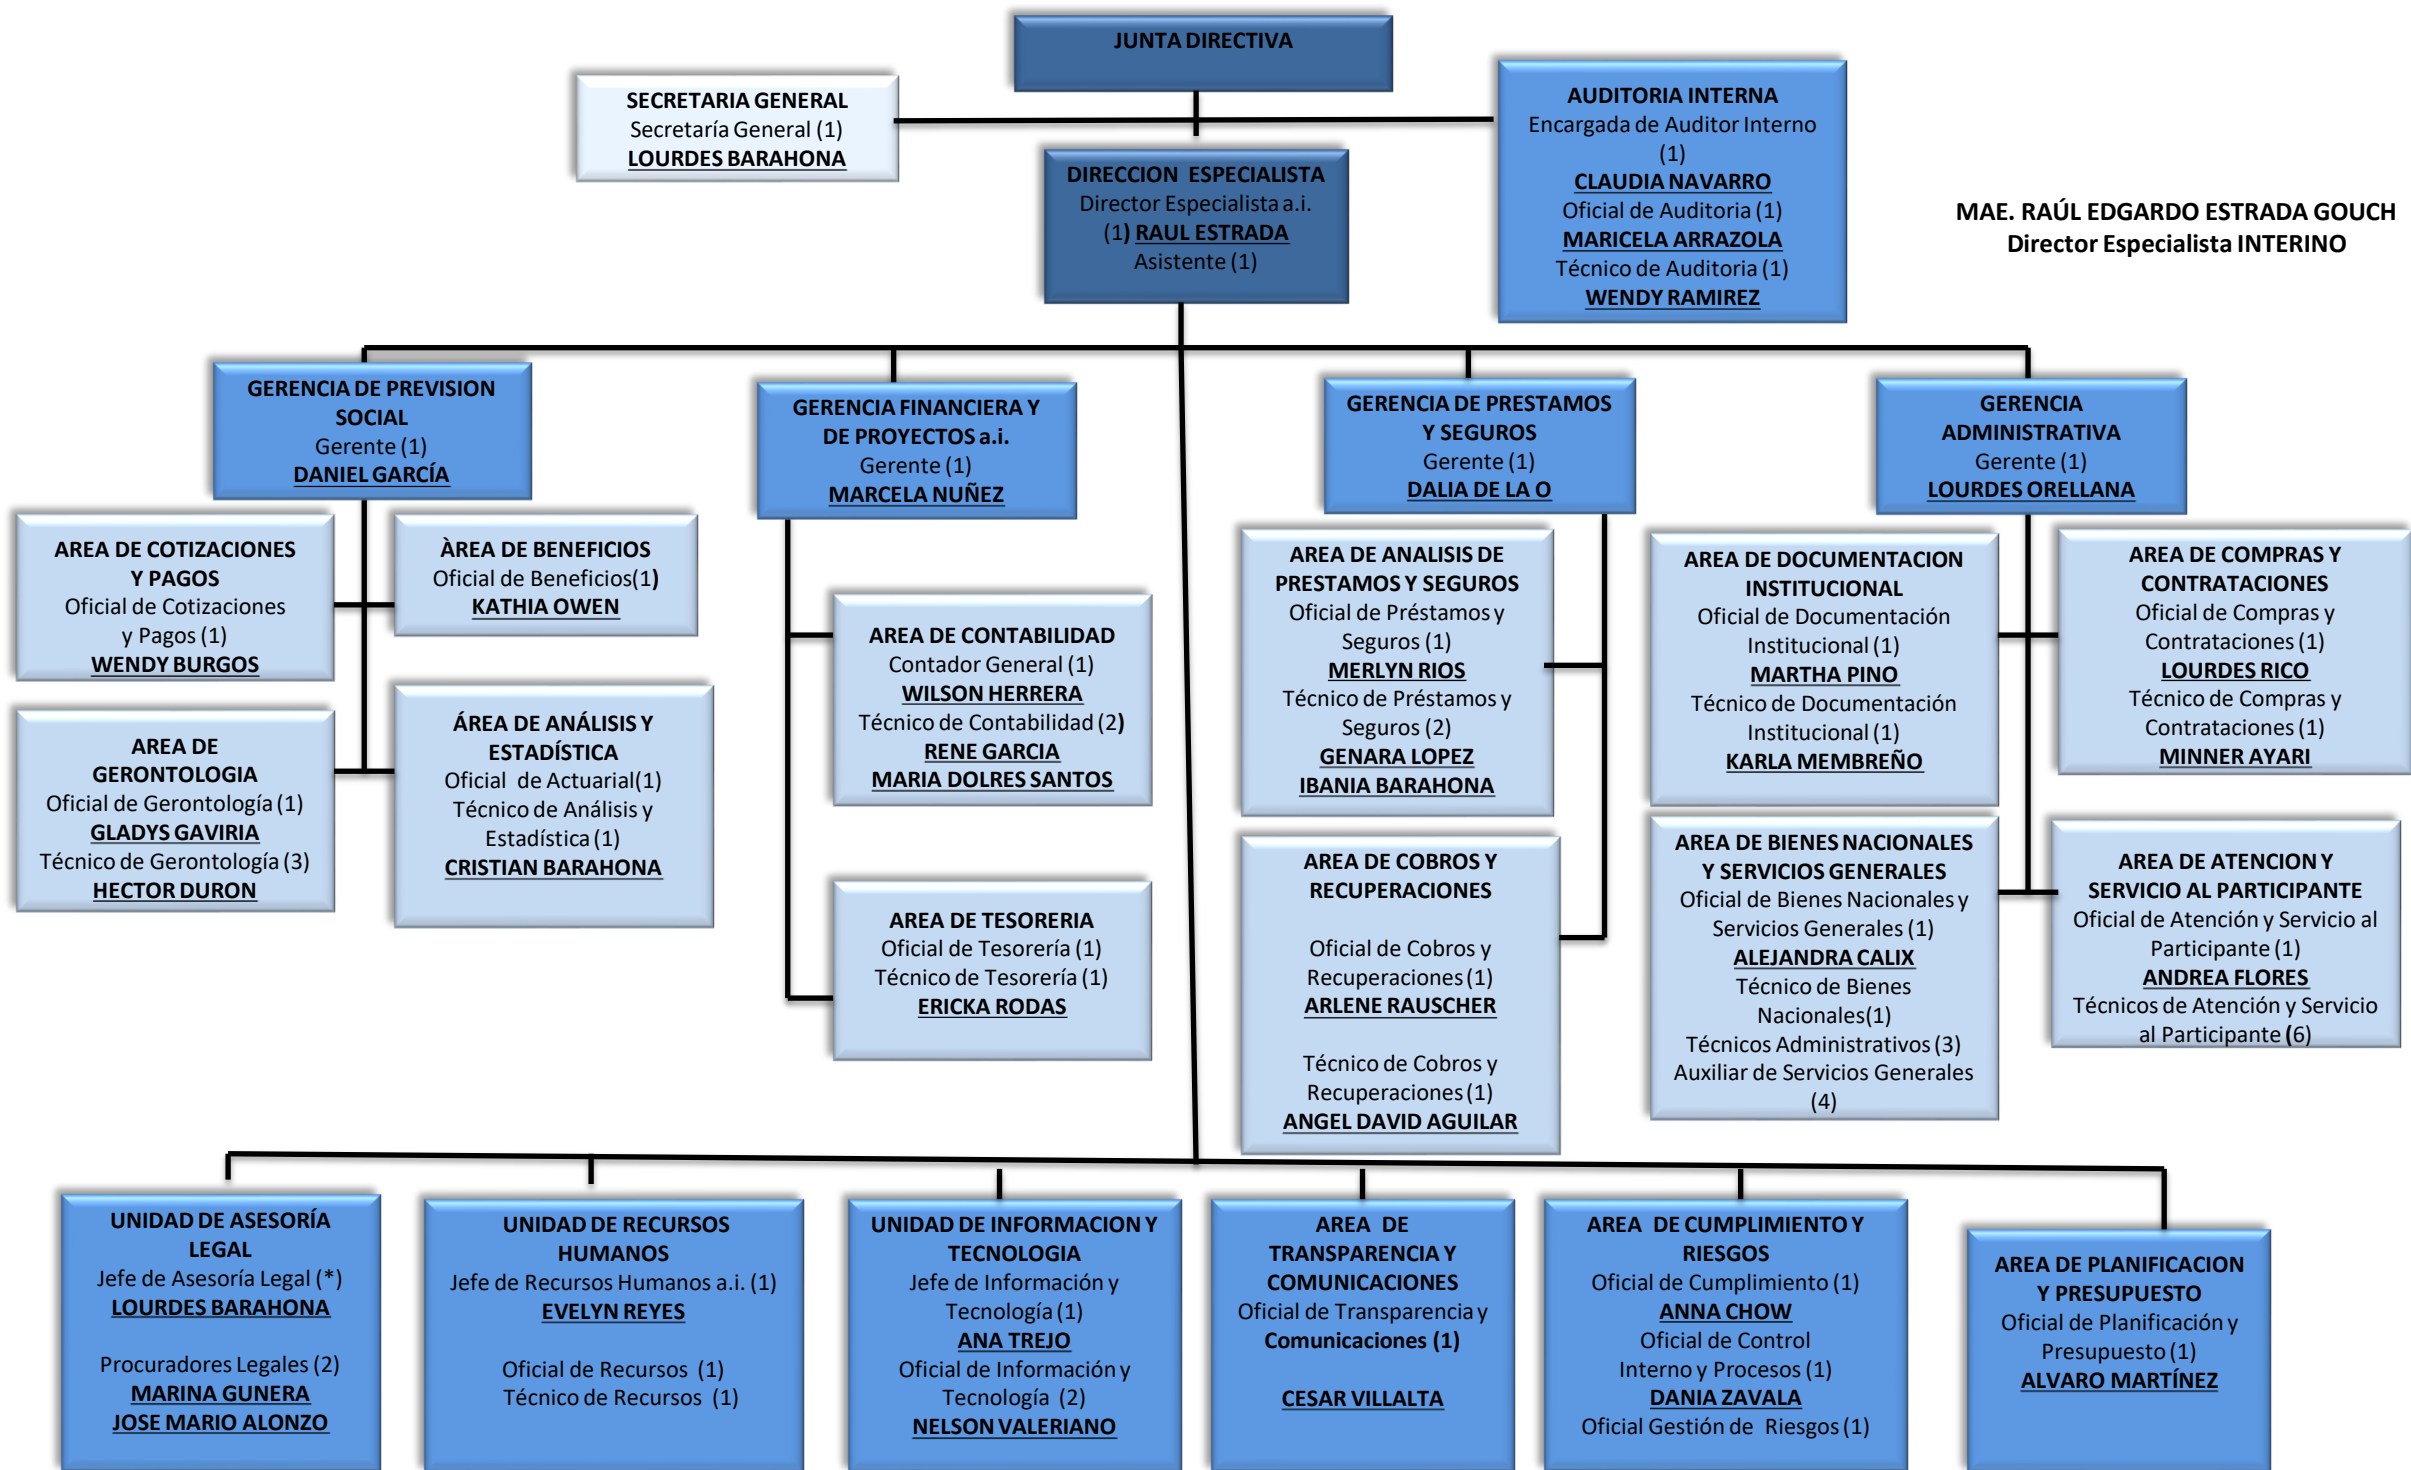 JUNTA DIRECTIVA
SECRETARIA GENERAL
Secretaría General (1)
LOURDES BARAHONA
AUDITORIA INTERNA
Encargada de Auditor Interno
(1)
CLAUDIA NAVARRO
Oficial de Auditoria (1)
MARICELA ARRAZOLA
Técnico de Auditoria (1)
WENDY RAMIREZ
DIRECCION ESPECIALISTA
Director Especialista a.i.
(1) RAUL ESTRADA
Asistente (1)
MAE. RAÚL EDGARDO ESTRADA GOUCH
Director Especialista INTERINO
GERENCIA DE PREVISION
SOCIAL
Gerente (1)
DANIEL GARCÍA
GERENCIA FINANCIERA Y
DE PROYECTOS a.i.
Gerente (1)
MARCELA NUÑEZ
GERENCIA DE PRESTAMOS
Y SEGUROS
Gerente (1)
DALIA DE LA O
GERENCIA
ADMINISTRATIVA
Gerente (1)
LOURDES ORELLANA
AREA DE COTIZACIONES
Y PAGOS
Oficial de Cotizaciones
y Pagos (1)
WENDY BURGOS
ÀREA DE BENEFICIOS
Oficial de Beneficios(1)
KATHIA OWEN
AREA DE
GERONTOLOGIA
Oficial de Gerontología (1)
GLADYS GAVIRIA
Técnico de Gerontología (3)
HECTOR DURON
ÁREA DE ANÁLISIS Y
ESTADÍSTICA
Oficial de Actuarial(1)
Técnico de Análisis y
Estadística (1)
CRISTIAN BARAHONA
AREA DE CONTABILIDAD
Contador General (1)
WILSON HERRERA
Técnico de Contabilidad (2)
RENE GARCIA
MARIA DOLRES SANTOS
AREA DE TESORERIA
Oficial de Tesorería (1)
Técnico de Tesorería (1)
ERICKA RODAS
AREA DE ANALISIS DE
PRESTAMOS Y SEGUROS
Oficial de Préstamos y
Seguros (1)
MERLYN RIOS
Técnico de Préstamos y
Seguros (2)
GENARA LOPEZ
IBANIA BARAHONA
AREA DE COBROS Y
RECUPERACIONES
Oficial de Cobros y
Recuperaciones (1)
ARLENE RAUSCHER
Técnico de Cobros y
Recuperaciones (1)
ANGEL DAVID AGUILAR
AREA DE DOCUMENTACION
INSTITUCIONAL
Oficial de Documentación
Institucional (1)
MARTHA PINO
Técnico de Documentación
Institucional (1)
KARLA MEMBREÑO
AREA DE COMPRAS Y
CONTRATACIONES
Oficial de Compras y
Contrataciones (1)
LOURDES RICO
Técnico de Compras y
Contrataciones (1)
MINNER AYARI
AREA DE BIENES NACIONALES
Y SERVICIOS GENERALES
Oficial de Bienes Nacionales y
Servicios Generales (1)
ALEJANDRA CALIX
Técnico de Bienes
Nacionales(1)
Técnicos Administrativos (3)
Auxiliar de Servicios Generales
(4)
AREA DE ATENCION Y
SERVICIO AL PARTICIPANTE
Oficial de Atención y Servicio al
Participante (1)
ANDREA FLORES
Técnicos de Atención y Servicio
al Participante (6)
UNIDAD DE ASESORÍA
LEGAL
Jefe de Asesoría Legal (*)
LOURDES BARAHONA
Procuradores Legales (2)
MARINA GUNERA
JOSE MARIO ALONZO
UNIDAD DE RECURSOS
HUMANOS
Jefe de Recursos Humanos a.i. (1)
EVELYN REYES
Oficial de Recursos (1)
Técnico de Recursos (1)
UNIDAD DE INFORMACION Y
TECNOLOGIA
Jefe de Información y
Tecnología (1)
ANA TREJO
Oficial de Información y
Tecnología (2)
NELSON VALERIANO
AREA DE
TRANSPARENCIA Y
COMUNICACIONES
Oficial de Transparencia y
Comunicaciones (1)
CESAR VILLALTA
AREA DE CUMPLIMIENTO Y
RIESGOS
Oficial de Cumplimiento (1)
ANNA CHOW
Oficial de Control
Interno y Procesos (1)
DANIA ZAVALA
Oficial Gestión de Riesgos (1)
AREA DE PLANIFICACION
Y PRESUPUESTO
Oficial de Planificación y
Presupuesto (1)
ALVARO MARTÍNEZ